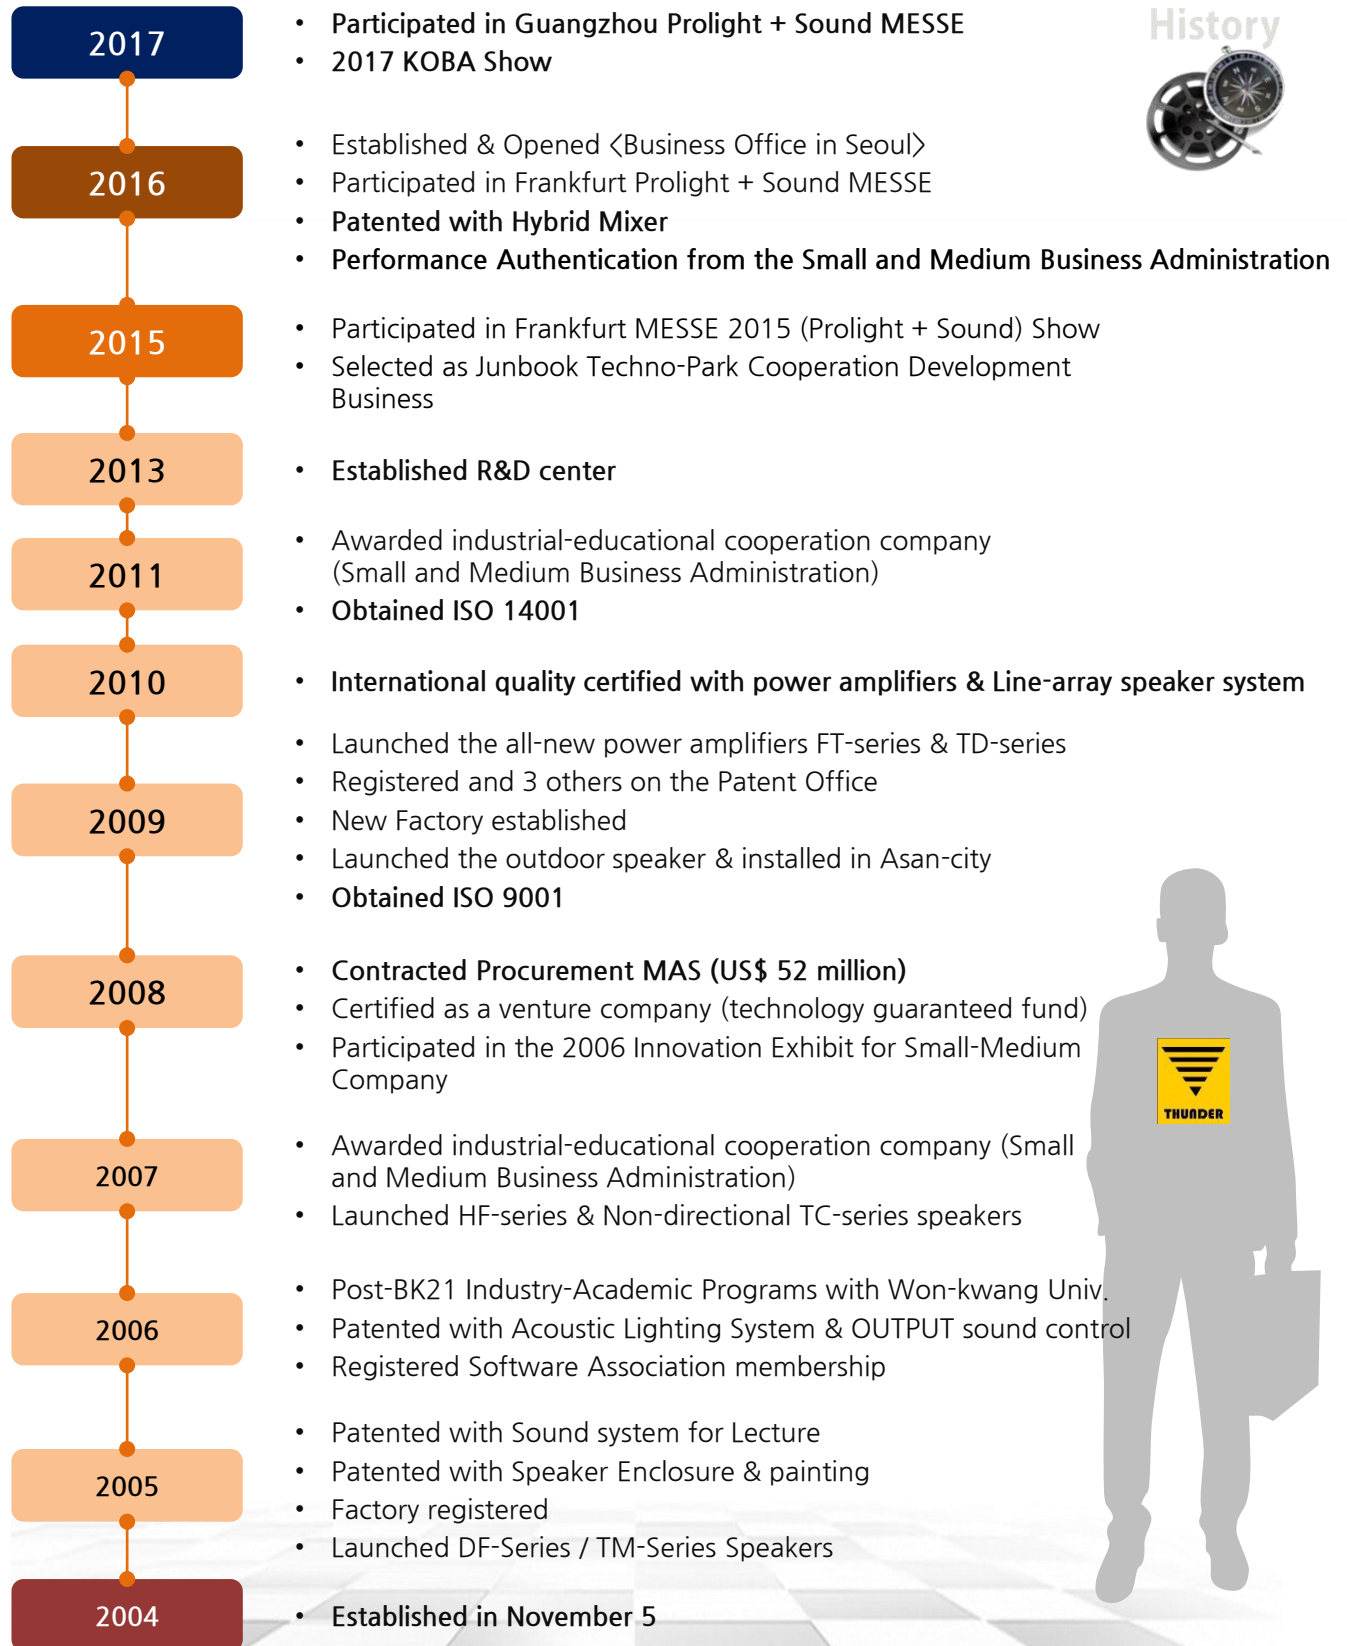 History
2017
• Participated in Guangzhou Prolight + Sound MESSE
• 2017 KOBA Show
2016
• Established & Opened <Business Office in Seoul>
• Participated in Frankfurt Prolight + Sound MESSE
• Patented with Hybrid Mixer
• Performance Authentication from the Small and Medium Business Administration
2015
• Participated in Frankfurt MESSE 2015 (Prolight + Sound) Show
• Selected as Junbook Techno-Park Cooperation Development
Business
2013
• Established R&D center
2011
• Awarded industrial-educational cooperation company
(Small and Medium Business Administration)
• Obtained ISO 14001
2010
• International quality certified with power amplifiers & Line-array speaker system
2009
• Launched the all-new power amplifiers FT-series & TD-series
• Registered and 3 others on the Patent Office
• New Factory established
• Launched the outdoor speaker & installed in Asan-city
• Obtained ISO 9001
2008
• Contracted Procurement MAS (US$ 52 million)
• Certified as a venture company (technology guaranteed fund)
• Participated in the 2006 Innovation Exhibit for Small-Medium
Company
THUNDER
2007
• Awarded industrial-educational cooperation company (Small
and Medium Business Administration)
• Launched HF-series & Non-directional TC-series speakers
2006
• Post-BK21 Industry-Academic Programs with Won-kwang Univ.
• Patented with Acoustic Lighting System & OUTPUT sound control
• Registered Software Association membership
2005
• Patented with Sound system for Lecture
• Patented with Speaker Enclosure & painting
• Factory registered
• Launched DF-Series / TM-Series Speakers
2004
• Established in November 5